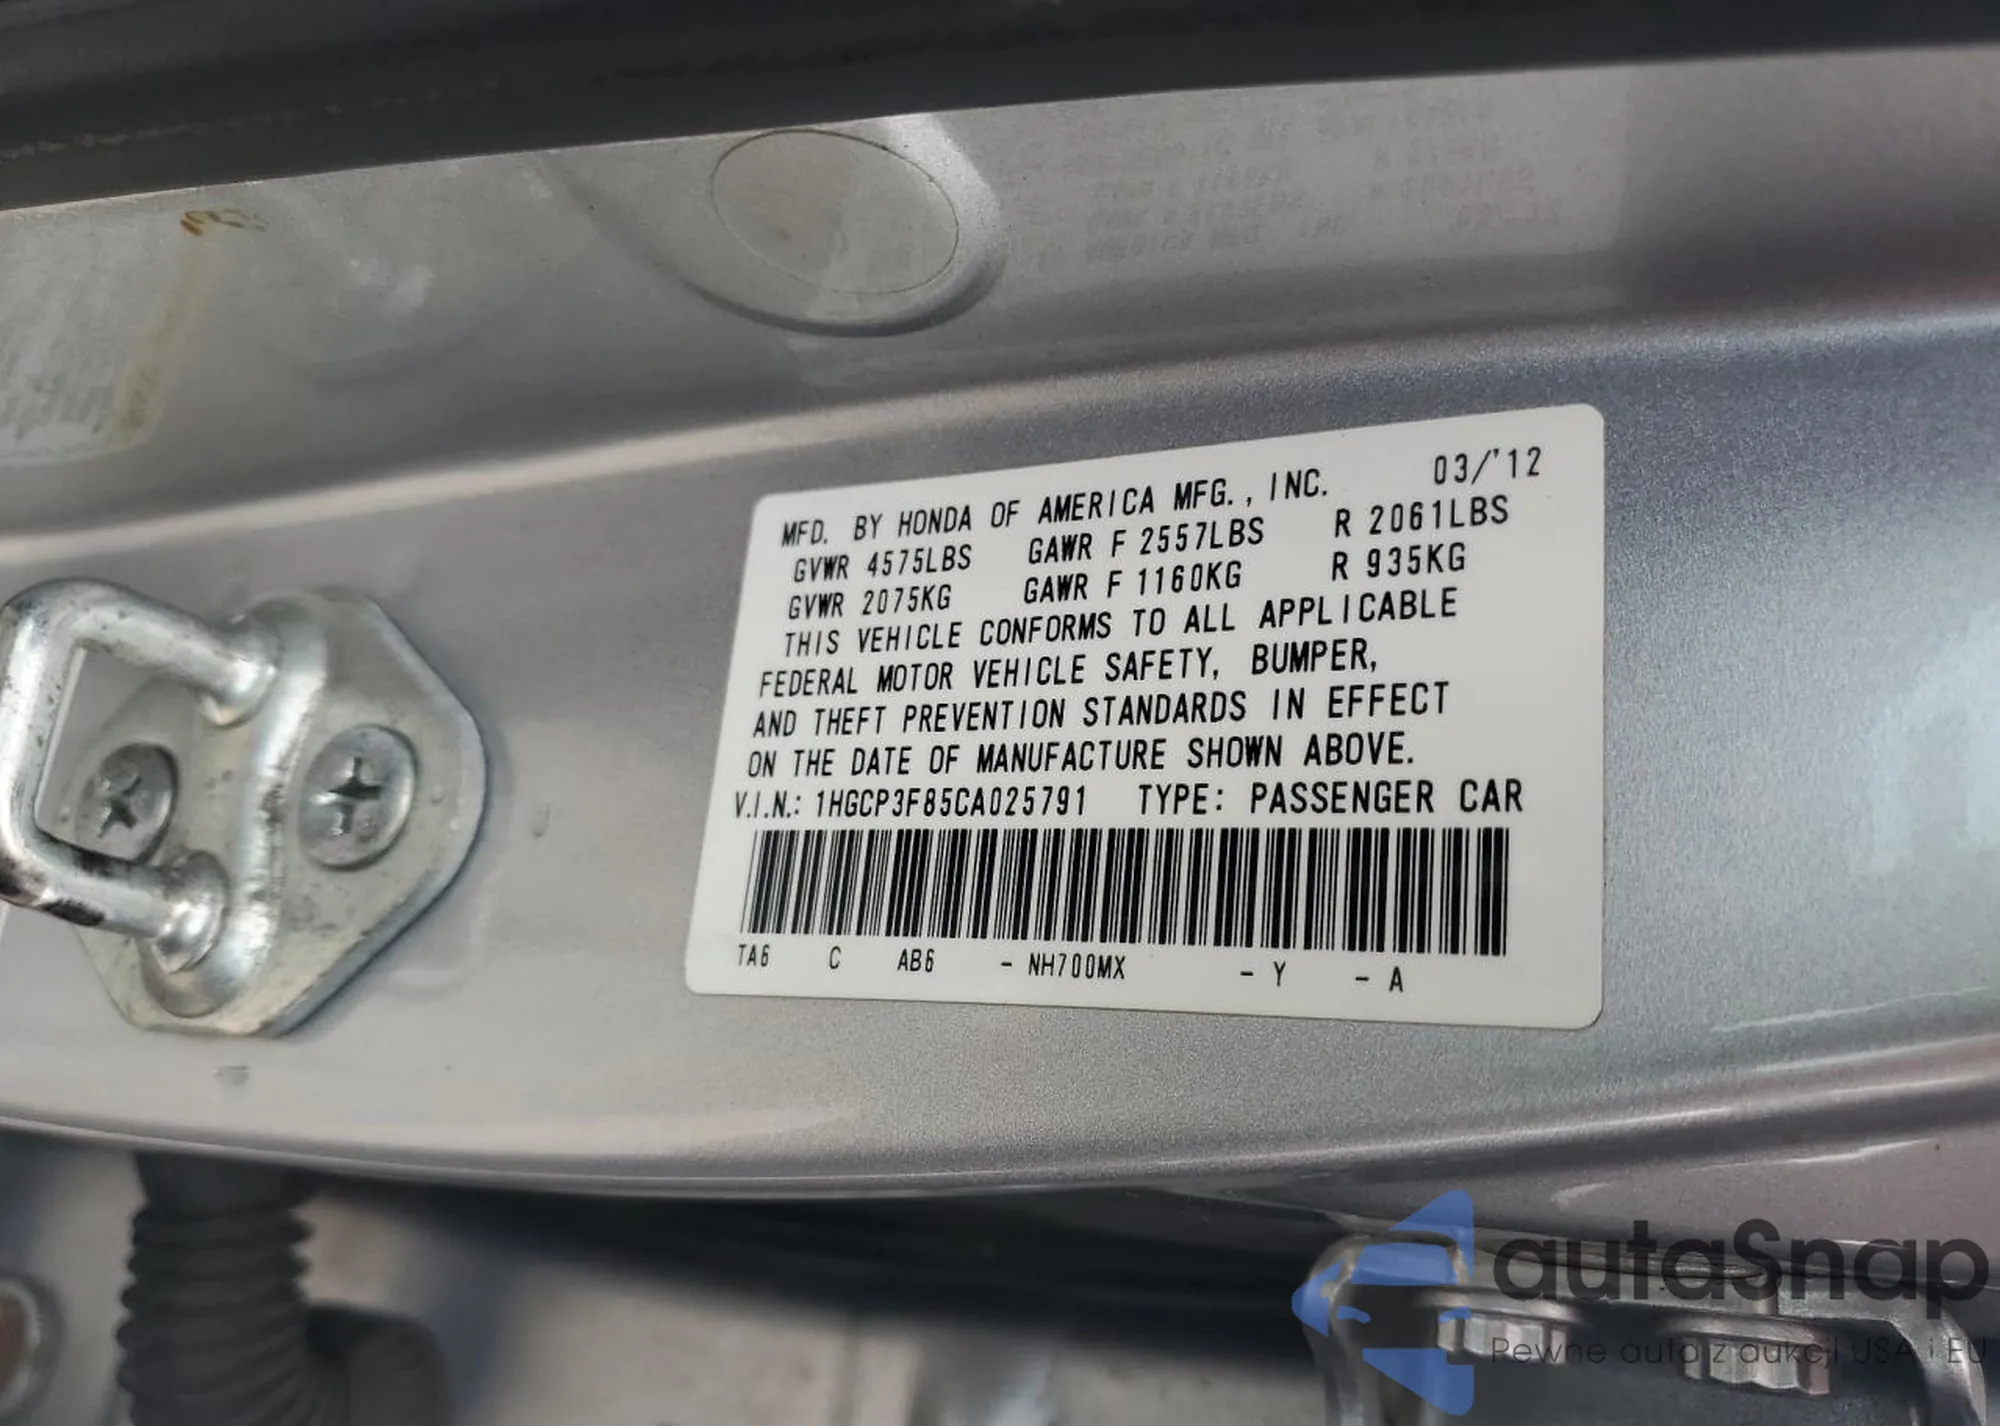 MFD. BY HONDA OF AMERICA MFG., INC. 03/'12
GVWR 4575LBS GAWR F 2557LBS R 2061LBS
GVWR 2075KG GAWR F 1160KG R 935KG
THIS VEHICLE CONFORMS TO ALL APPLICABLE
FEDERAL MOTOR VEHICLE SAFETY, BUMPER,
AND THEFT PREVENTION STANDARDS IN EFFECT
ON THE DATE OF MANUFACTURE SHOWN ABOVE.
V.I.N.: 1HGCP3F85CA025791 TYPE: PASSENGER CAR
TA6 C AB6 - NH700MX - Y - A
autaSnap
Pewne auta z aukcji USA i EU